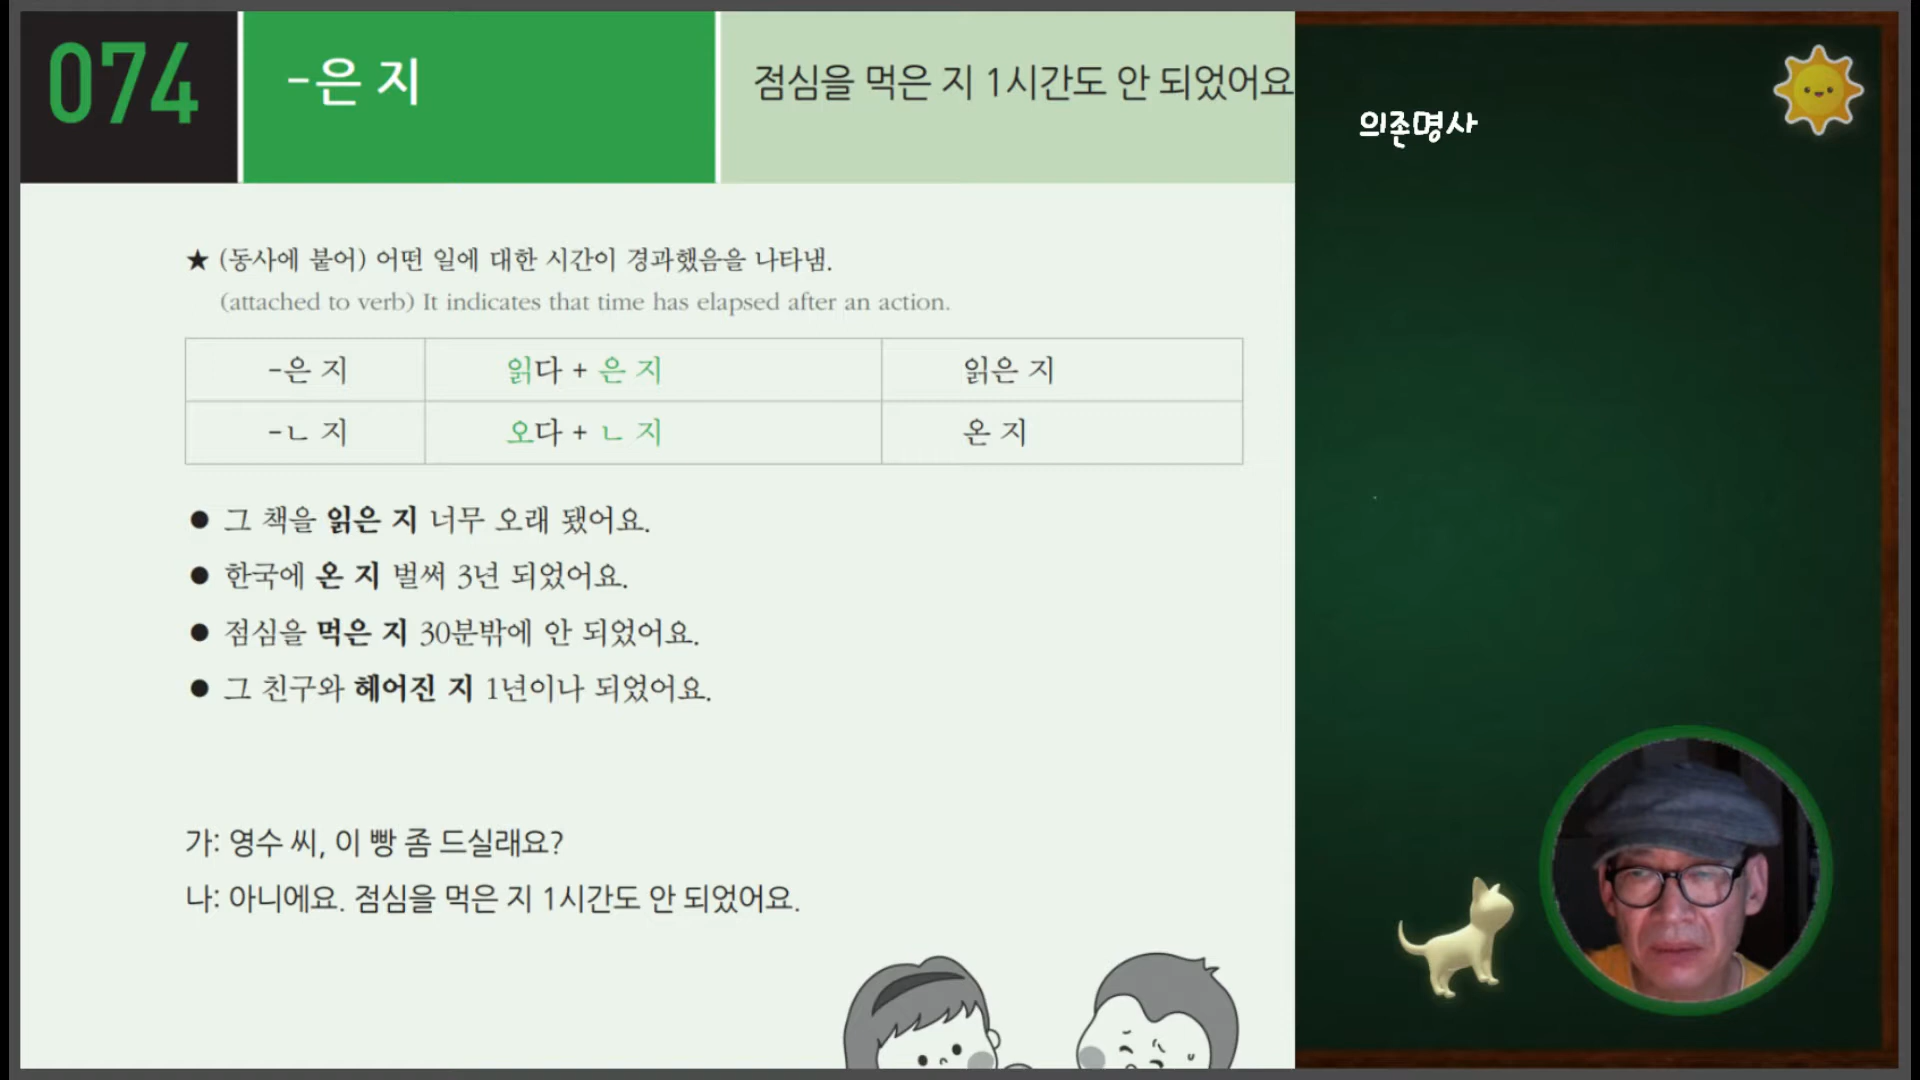 074
-은 지
점심을 먹은 지 1시간도 안 되었어요
의존명사
★ (동사에 붙어) 어떤 일에 대한 시간이 경과했음을 나타냄.
(attached to verb) It indicates that time has elapsed after an action.
-은 지 읽다 + 은 지 읽은 지
-ㄴ 지 오다 + ㄴ 지 온 지
● 그 책을 읽은 지 너무 오래 됐어요.
● 한국에 온 지 벌써 3년 되었어요.
● 점심을 먹은 지 30분밖에 안 되었어요.
● 그 친구와 헤어진 지 1년이나 되었어요.
가: 영수 씨, 이 빵 좀 드실래요?
나: 아니에요. 점심을 먹은 지 1시간도 안 되었어요.